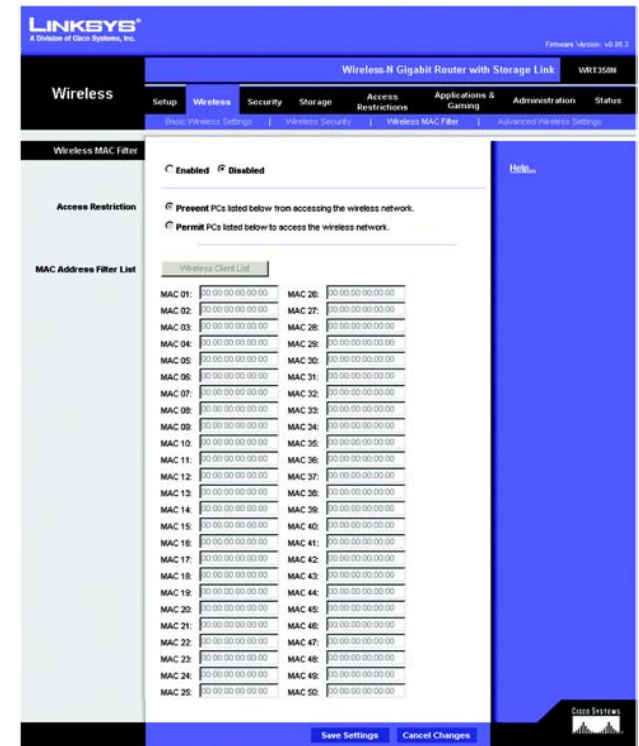 LINKSYS®
A Division of Cisco Systems, Inc.
Firmware Version: v0.05.3
Wireless-N Gigabit Router with Storage Link WRT350N
Wireless
Setup Wireless Security Storage Access Restrictions Applications & Gaming Administration Status
Basic Wireless Settings | Wireless Security | Wireless MAC Filter | Advanced Wireless Settings
Wireless MAC Filter
Enabled Disabled
Help...
Access Restriction
Prevent PCs listed below from accessing the wireless network.
Permit PCs listed below to access the wireless network.
MAC Address Filter List
Wireless Client List
MAC 01: 00:00:00:00:00:00 MAC 26: 00:00:00:00:00:00
MAC 02: 00:00:00:00:00:00 MAC 27: 00:00:00:00:00:00
MAC 03: 00:00:00:00:00:00 MAC 28: 00:00:00:00:00:00
MAC 04: 00:00:00:00:00:00 MAC 29: 00:00:00:00:00:00
MAC 05: 00:00:00:00:00:00 MAC 30: 00:00:00:00:00:00
MAC 06: 00:00:00:00:00:00 MAC 31: 00:00:00:00:00:00
MAC 07: 00:00:00:00:00:00 MAC 32: 00:00:00:00:00:00
MAC 08: 00:00:00:00:00:00 MAC 33: 00:00:00:00:00:00
MAC 09: 00:00:00:00:00:00 MAC 34: 00:00:00:00:00:00
MAC 10: 00:00:00:00:00:00 MAC 35: 00:00:00:00:00:00
MAC 11: 00:00:00:00:00:00 MAC 36: 00:00:00:00:00:00
MAC 12: 00:00:00:00:00:00 MAC 37: 00:00:00:00:00:00
MAC 13: 00:00:00:00:00:00 MAC 38: 00:00:00:00:00:00
MAC 14: 00:00:00:00:00:00 MAC 39: 00:00:00:00:00:00
MAC 15: 00:00:00:00:00:00 MAC 40: 00:00:00:00:00:00
MAC 16: 00:00:00:00:00:00 MAC 41: 00:00:00:00:00:00
MAC 17: 00:00:00:00:00:00 MAC 42: 00:00:00:00:00:00
MAC 18: 00:00:00:00:00:00 MAC 43: 00:00:00:00:00:00
MAC 19: 00:00:00:00:00:00 MAC 44: 00:00:00:00:00:00
MAC 20: 00:00:00:00:00:00 MAC 45: 00:00:00:00:00:00
MAC 21: 00:00:00:00:00:00 MAC 46: 00:00:00:00:00:00
MAC 22: 00:00:00:00:00:00 MAC 47: 00:00:00:00:00:00
MAC 23: 00:00:00:00:00:00 MAC 48: 00:00:00:00:00:00
MAC 24: 00:00:00:00:00:00 MAC 49: 00:00:00:00:00:00
MAC 25: 00:00:00:00:00:00 MAC 50: 00:00:00:00:00:00
Cisco Systems
Save Settings Cancel Changes